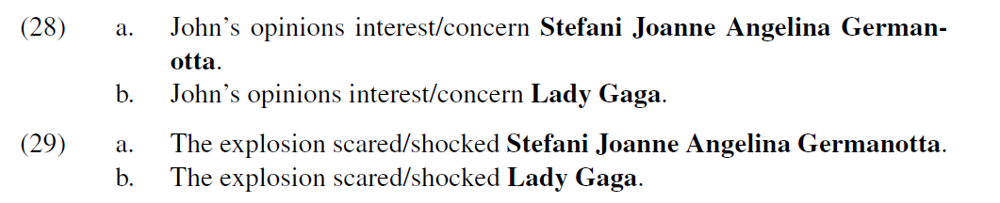 (28) a. John's opinions interest/concern Stefani Joanne Angelina German-
otta.
b. John's opinions interest/concern Lady Gaga.
(29) a. The explosion scared/shocked Stefani Joanne Angelina Germanotta.
b. The explosion scared/shocked Lady Gaga.